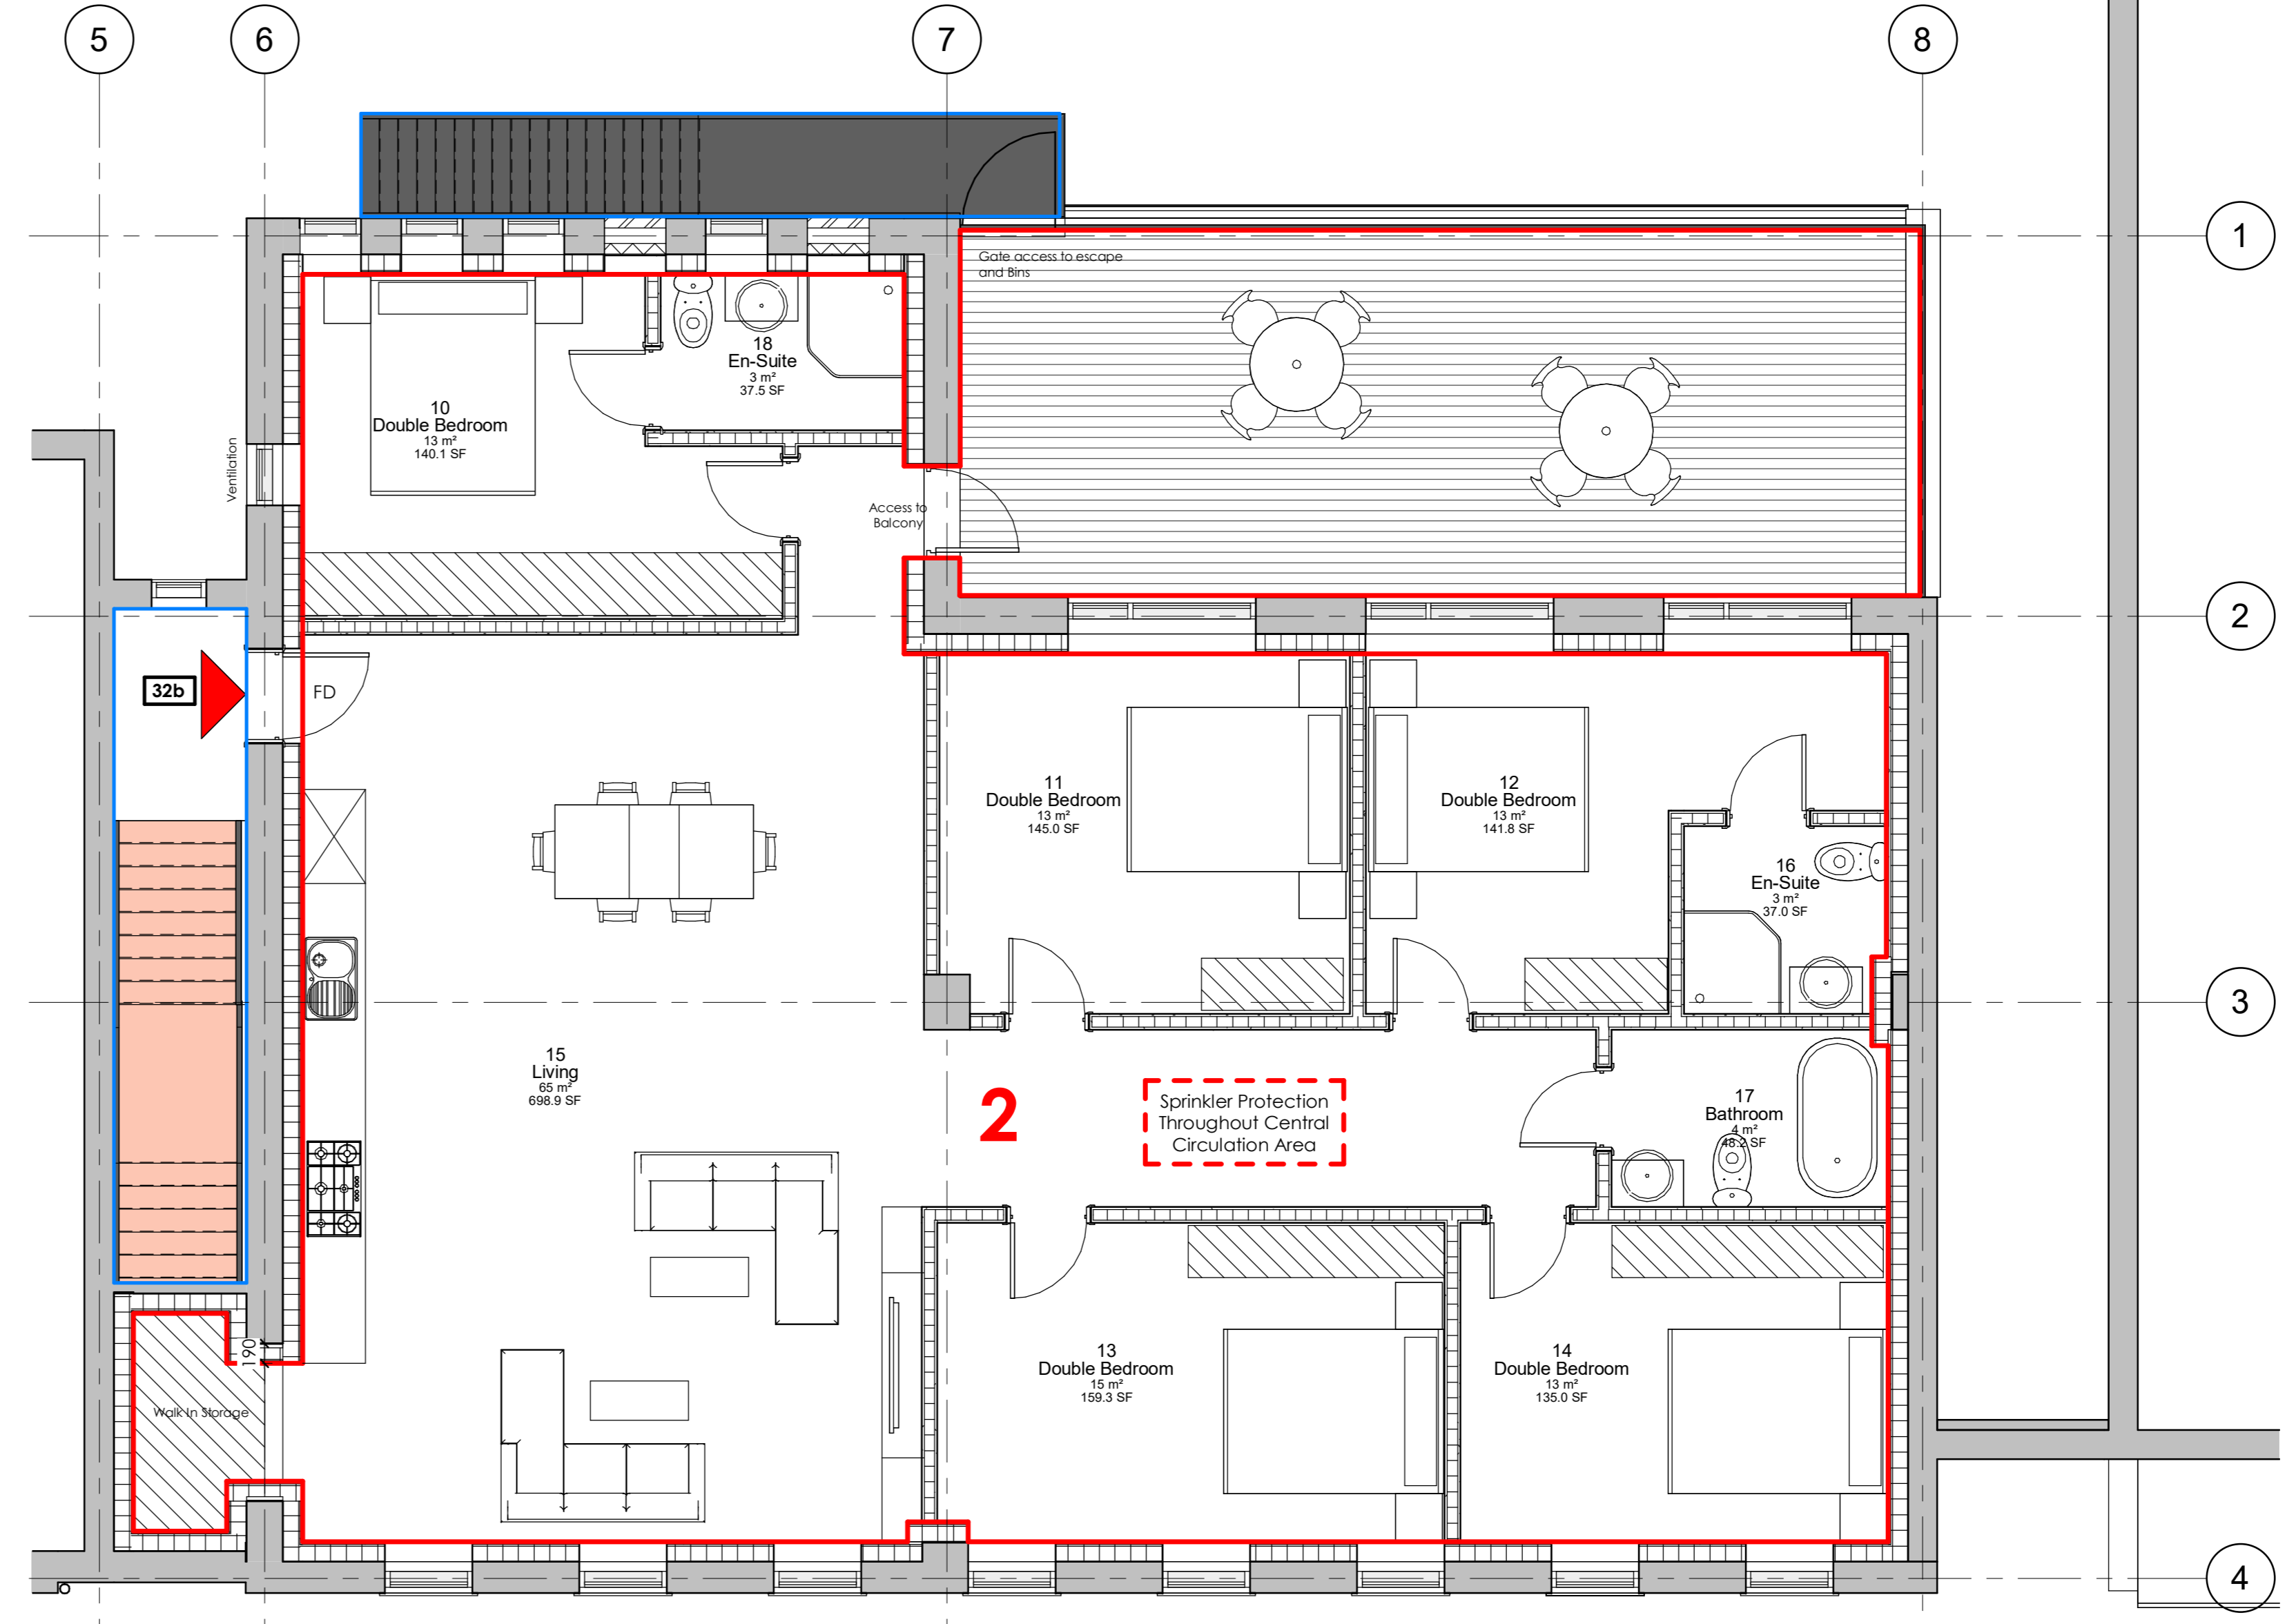 5
6
7
8
1
Gate access to escape
and Bins
18
En-Suite
3 m²
37.5 SF
10
Double Bedroom
13 m²
140.1 SF
Ventilation
Access to
Balcony
2
32b
FD
11
Double Bedroom
13 m²
145.0 SF
12
Double Bedroom
13 m²
141.8 SF
16
En-Suite
3 m²
37.0 SF
3
15
Living
65 m²
698.9 SF
2
Sprinkler Protection
Throughout Central
Circulation Area
17
Bathroom
4 m²
48.2 SF
190
13
Double Bedroom
15 m²
159.3 SF
14
Double Bedroom
13 m²
135.0 SF
Walk In Storage
4